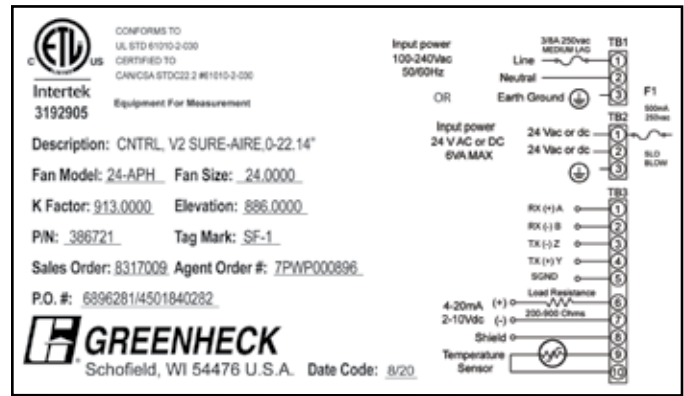 ETL
C US
Intertek
3192905
CONFORMS TO
UL STD 61010-2-030
CERTIFIED TO
CAN/CSA STDC22.2 #61010-2-030
Equipment For Measurement
Description: CNTRL, V2 SURE-AIRE,0-22.14"
Fan Model: 24-APH Fan Size: 24.0000
K Factor: 913.0000 Elevation: 886.0000
P/N: 386721 Tag Mark: SF-1
Sales Order: 8317009 Agent Order #: 7PWP000896
P.O. #: 6896281/4501840282
GREENHECK
Schofield, WI 54476 U.S.A. Date Code: 8/20
Input power
100-240Vac
50/60Hz
OR
3/8A 250vac
MEDIUM LAG
TB1
Line 1
Neutral 2
Earth Ground 3
F1
500mA
250vac
SLO
BLOW
Input power
24 V AC or DC
6VA MAX
TB2
24 Vac or dc 1
24 Vac or dc 2
3
TB3
RX (+) A 1
RX (-) B 2
TX (-) Z 3
TX (+) Y 4
SGND 5
Load Resistance
4-20mA (+) 6
2-10Vdc (-) 200-900 Ohms 7
Shield 8
Temperature 9
Sensor 10